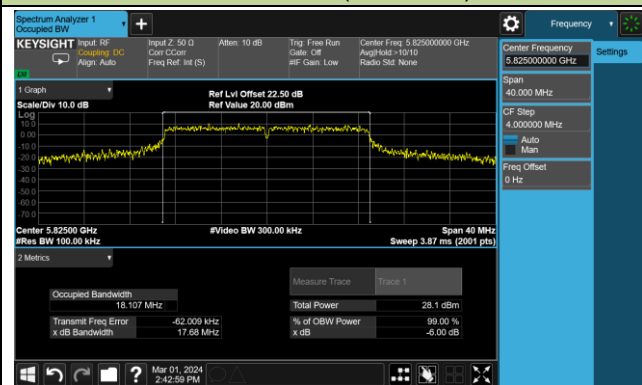 Spectrum Analyzer 1
Occupied BW
Frequency
KEYSIGHT
Input: RF
Coupling: DC
Align: Auto
Input Z: 50 Ω
Corr CCorr
Freq Ref: Int (S)
Atten: 10 dB
Trig: Free Run
Gate: Off
#IF Gain: Low
Center Freq: 5.825000000 GHz
Avg|Hold:>10/10
Radio Std: None
Center Frequency
5.825000000 GHz
Settings
Span
40.000 MHz
CF Step
4.000000 MHz
Auto
Man
Freq Offset
0 Hz
1 Graph
Scale/Div 10.0 dB
Ref Lvl Offset 22.50 dB
Ref Value 20.00 dBm
Log
10.0
0.00
-10.0
-20.0
-30.0
-40.0
-50.0
-60.0
-70.0
Center 5.82500 GHz
#Res BW 100.00 kHz
#Video BW 300.00 kHz
Span 40 MHz
Sweep 3.87 ms (2001 pts)
2 Metrics
Measure Trace
Trace 1
Occupied Bandwidth
18.107 MHz
Total Power
28.1 dBm
Transmit Freq Error
-62.009 kHz
% of OBW Power
99.00 %
x dB Bandwidth
17.68 MHz
x dB
-6.00 dB
?
Mar 01, 2024
2:42:59 PM